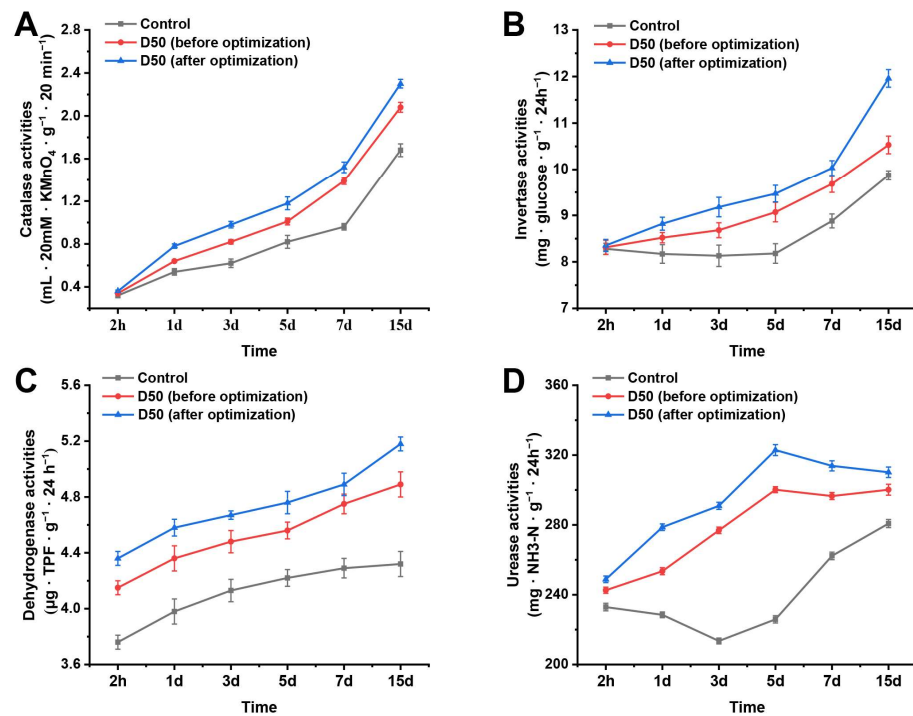 A
Control
D50 (before optimization)
D50 (after optimization)
Catalase activities
(mL · 20mM · KMnO₄ · g⁻¹ · 20 min⁻¹)
2.8
2.4
2.0
1.6
1.2
0.8
0.4
2h 1d 3d 5d 7d 15d
Time
B
Control
D50 (before optimization)
D50 (after optimization)
Invertase activities
(mg · glucose · g⁻¹ · 24h⁻¹)
13
12
11
10
9
8
7
2h 1d 3d 5d 7d 15d
Time
C
Control
D50 (before optimization)
D50 (after optimization)
Dehydrogenase activities
(μg · TPF · g⁻¹ · 24 h⁻¹)
5.6
5.2
4.8
4.4
4.0
3.6
2h 1d 3d 5d 7d 15d
Time
D
Control
D50 (before optimization)
D50 (after optimization)
Urease activities
(mg · NH3-N · g⁻¹ · 24h⁻¹)
360
320
280
240
200
2h 1d 3d 5d 7d 15d
Time